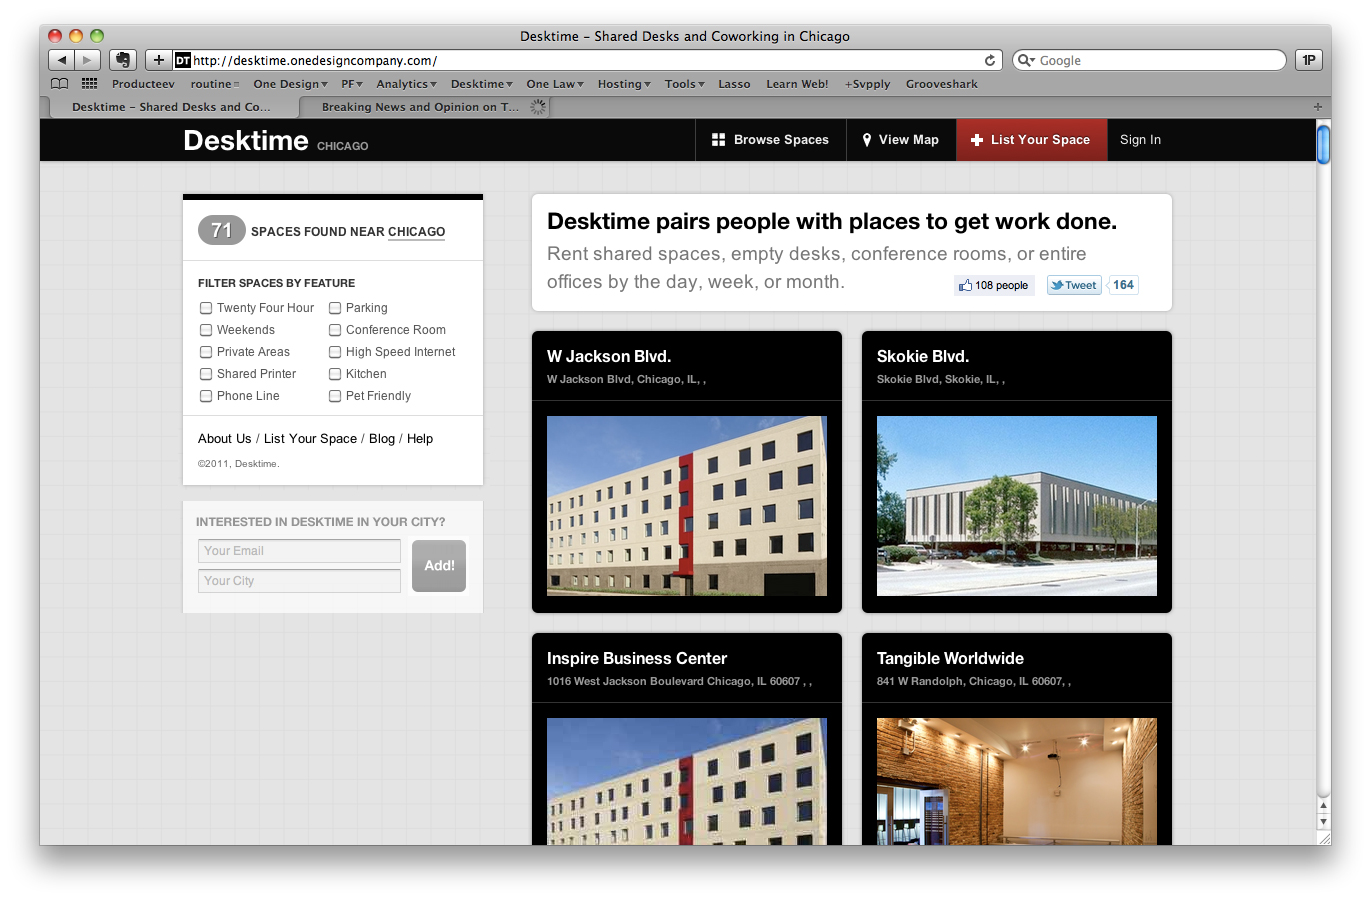 Desktime – Shared Desks and Coworking in Chicago
DT http://desktime.onedesigncompany.com/
Google
1P
Producteev routine One Design PF Analytics Desktime One Law Hosting Tools Lasso Learn Web! +Svpply Grooveshark
Desktime – Shared Desks and Co...
Breaking News and Opinion on T...
Desktime CHICAGO
Browse Spaces
View Map
List Your Space
Sign In
71 SPACES FOUND NEAR CHICAGO
FILTER SPACES BY FEATURE
Twenty Four Hour
Parking
Weekends
Conference Room
Private Areas
High Speed Internet
Shared Printer
Kitchen
Phone Line
Pet Friendly
About Us / List Your Space / Blog / Help
©2011, Desktime.
INTERESTED IN DESKTIME IN YOUR CITY?
Your Email
Your City
Add!
Desktime pairs people with places to get work done.
Rent shared spaces, empty desks, conference rooms, or entire
offices by the day, week, or month.
108 people
Tweet
164
W Jackson Blvd.
W Jackson Blvd, Chicago, IL, ,
Skokie Blvd.
Skokie Blvd, Skokie, IL, ,
Inspire Business Center
1016 West Jackson Boulevard Chicago, IL 60607 , ,
Tangible Worldwide
841 W Randolph, Chicago, IL 60607, ,